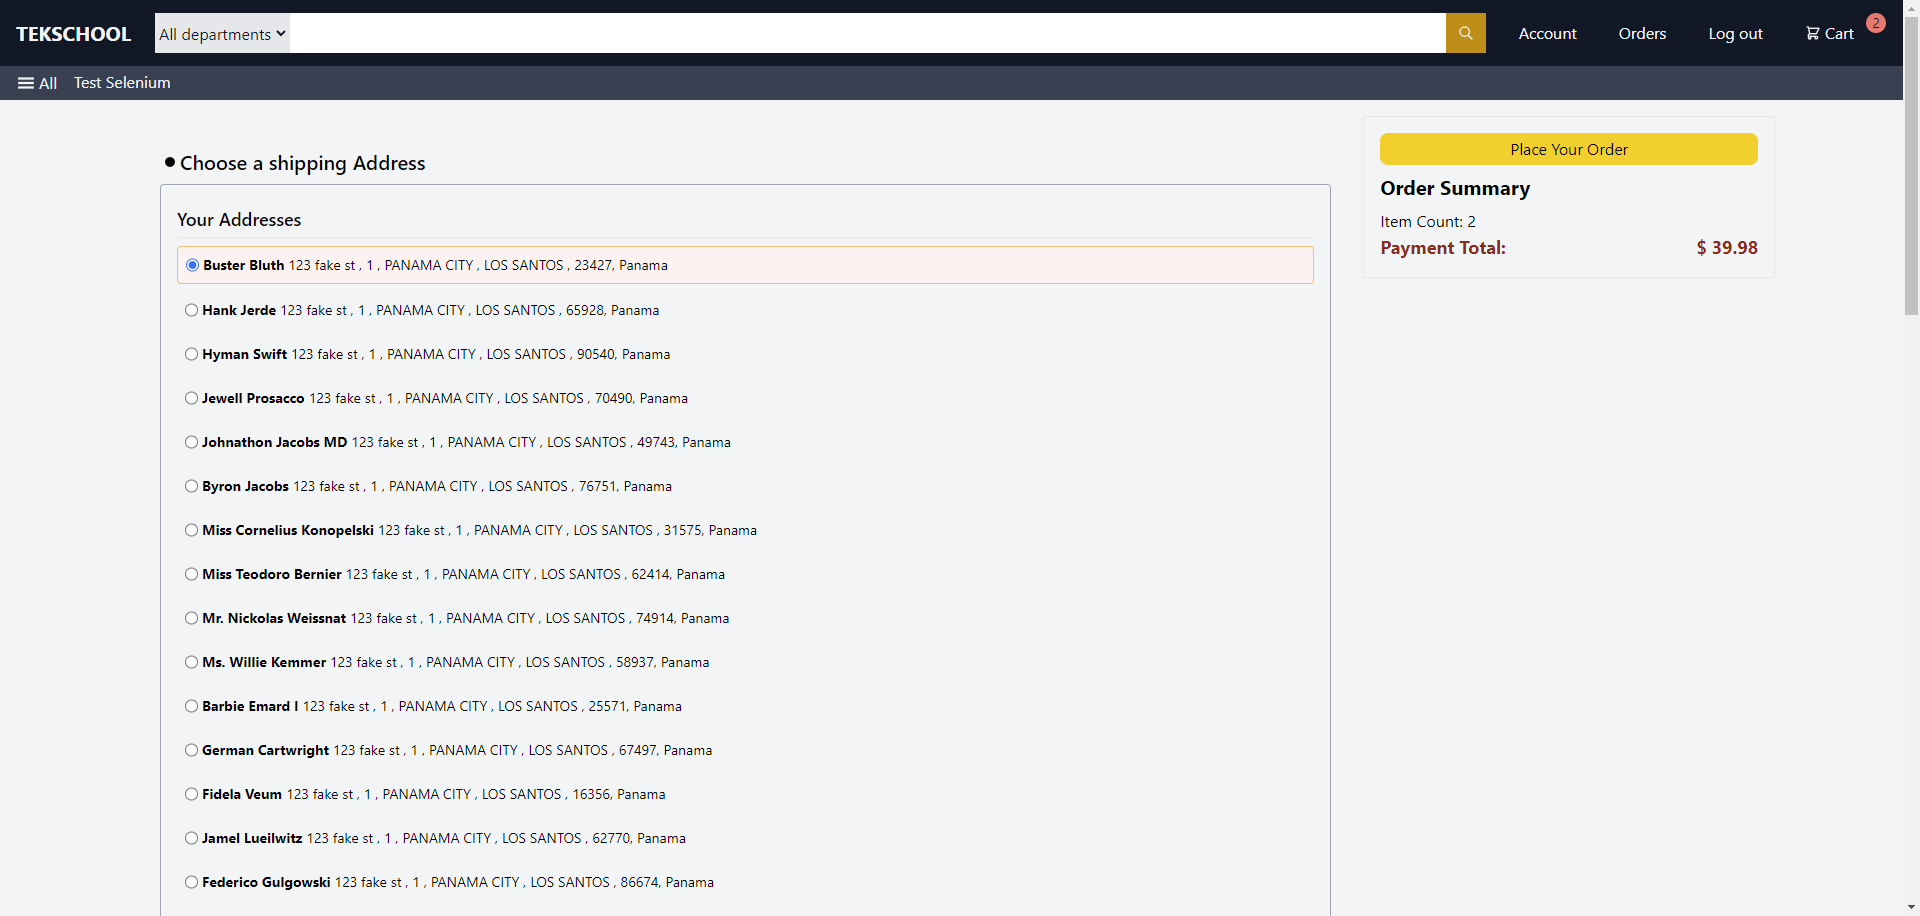 TEKSCHOOL All departments Account Orders Log out Cart 2
All Test Selenium
Choose a shipping Address
Your Addresses
Buster Bluth 123 fake st , 1 , PANAMA CITY , LOS SANTOS , 23427, Panama
Hank Jerde 123 fake st , 1 , PANAMA CITY , LOS SANTOS , 65928, Panama
Hyman Swift 123 fake st , 1 , PANAMA CITY , LOS SANTOS , 90540, Panama
Jewell Prosacco 123 fake st , 1 , PANAMA CITY , LOS SANTOS , 70490, Panama
Johnathon Jacobs MD 123 fake st , 1 , PANAMA CITY , LOS SANTOS , 49743, Panama
Byron Jacobs 123 fake st , 1 , PANAMA CITY , LOS SANTOS , 76751, Panama
Miss Cornelius Konopelski 123 fake st , 1 , PANAMA CITY , LOS SANTOS , 31575, Panama
Miss Teodoro Bernier 123 fake st , 1 , PANAMA CITY , LOS SANTOS , 62414, Panama
Mr. Nickolas Weissnat 123 fake st , 1 , PANAMA CITY , LOS SANTOS , 74914, Panama
Ms. Willie Kemmer 123 fake st , 1 , PANAMA CITY , LOS SANTOS , 58937, Panama
Barbie Emard I 123 fake st , 1 , PANAMA CITY , LOS SANTOS , 25571, Panama
German Cartwright 123 fake st , 1 , PANAMA CITY , LOS SANTOS , 67497, Panama
Fidela Veum 123 fake st , 1 , PANAMA CITY , LOS SANTOS , 16356, Panama
Jamel Lueilwitz 123 fake st , 1 , PANAMA CITY , LOS SANTOS , 62770, Panama
Federico Gulgowski 123 fake st , 1 , PANAMA CITY , LOS SANTOS , 86674, Panama
Place Your Order
Order Summary
Item Count: 2
Payment Total: $ 39.98